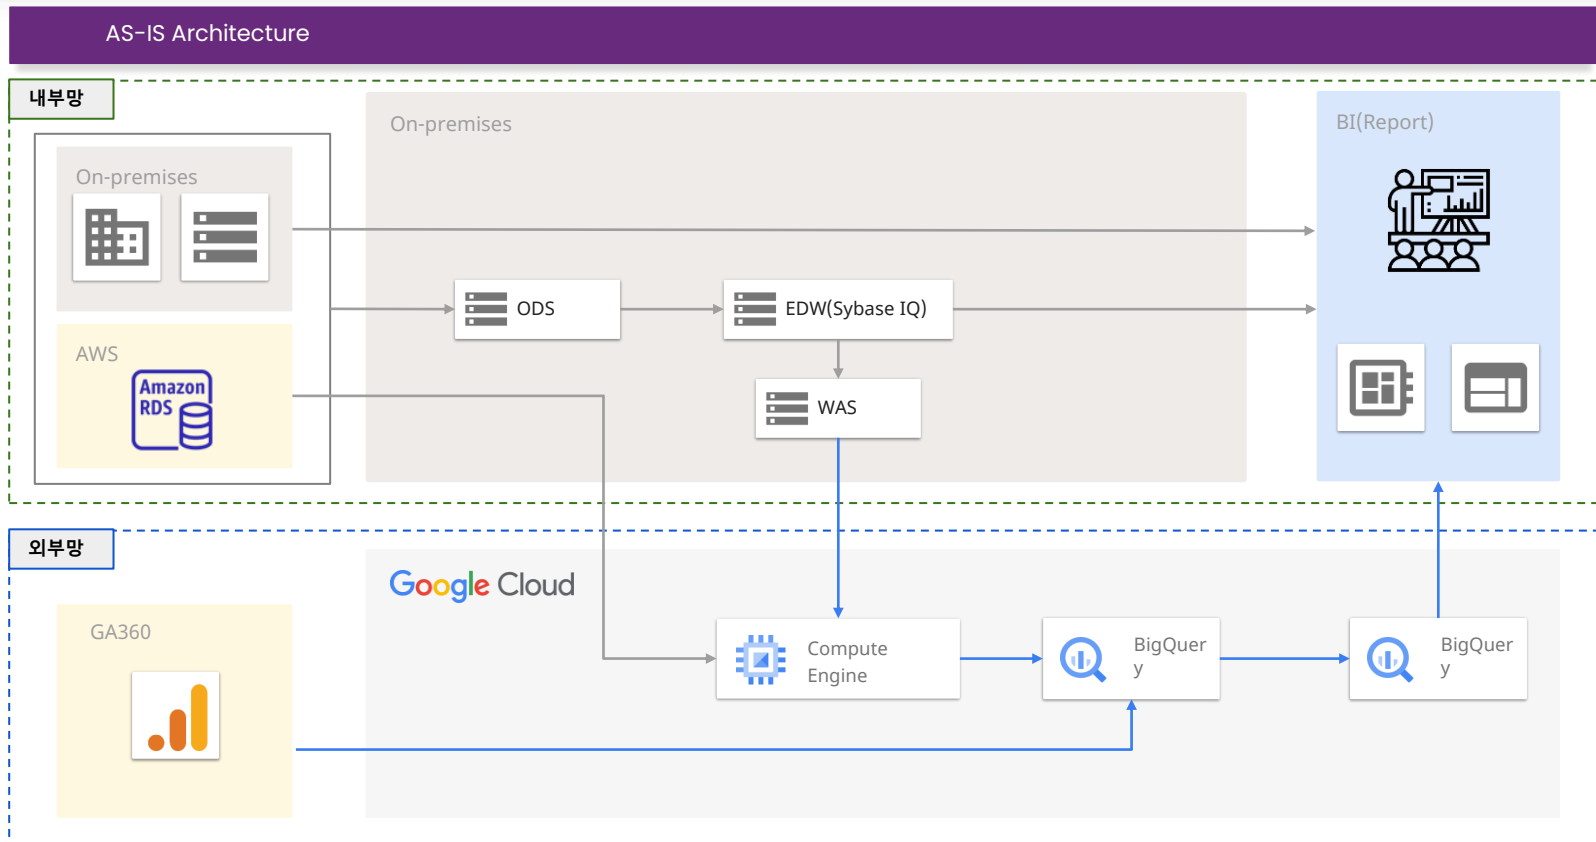 AS-IS Architecture
내부망
On-premises
On-premises
BI(Report)
ODS
EDW(Sybase IQ)
AWS
Amazon
RDS
WAS
외부망
Google Cloud
GA360
Compute
Engine
BigQuer
y
BigQuer
y